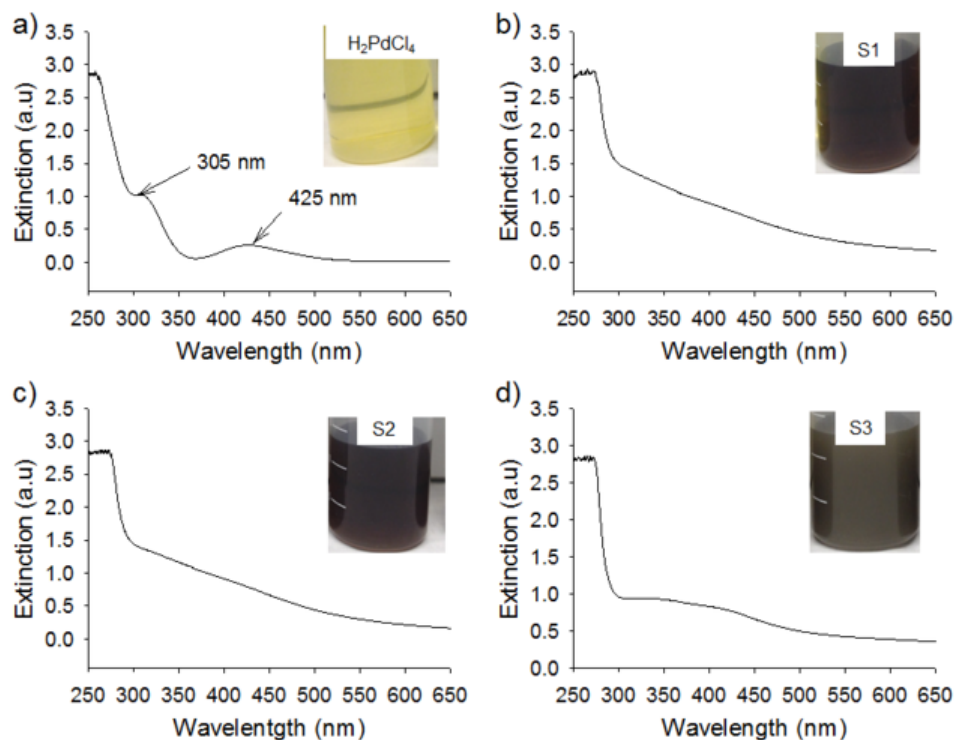 a)
H₂PdCl₄
305 nm
425 nm
Extinction (a.u)
3.5
3.0
2.5
2.0
1.5
1.0
0.5
0.0
250 300 350 400 450 500 550 600 650
Wavelength (nm)
b)
S1
Extinction (a.u)
3.5
3.0
2.5
2.0
1.5
1.0
0.5
0.0
250 300 350 400 450 500 550 600 650
Wavelength (nm)
c)
S2
Extinction (a.u)
3.5
3.0
2.5
2.0
1.5
1.0
0.5
0.0
250 300 350 400 450 500 550 600 650
Wavelentgth (nm)
d)
S3
Extinction (a.u)
3.5
3.0
2.5
2.0
1.5
1.0
0.5
0.0
250 300 350 400 450 500 550 600 650
Wavelength (nm)